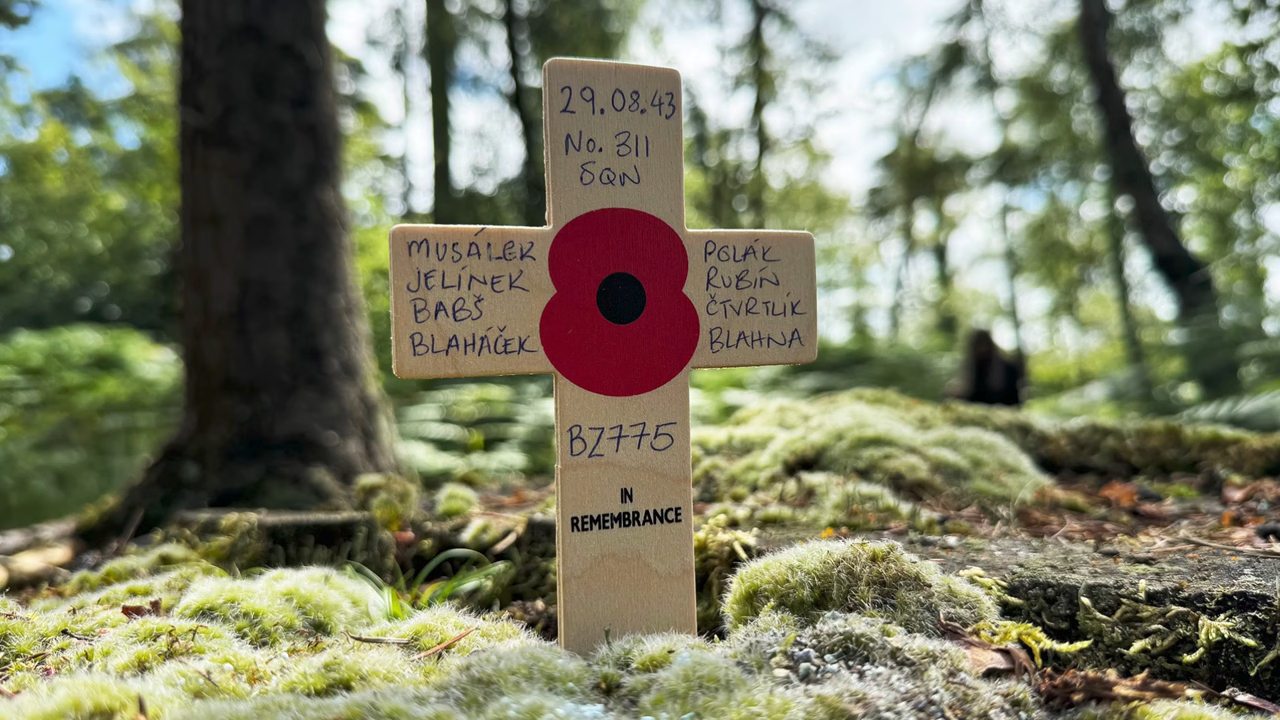 29.08.43
No. 311
SQN
MUSÁLEK
JELÍNEK
BABŠ
BLAHÁČEK
POLÁK
RUBÍN
ČTVRTLÍK
BLAHNA
BZ775
IN
REMEMBRANCE